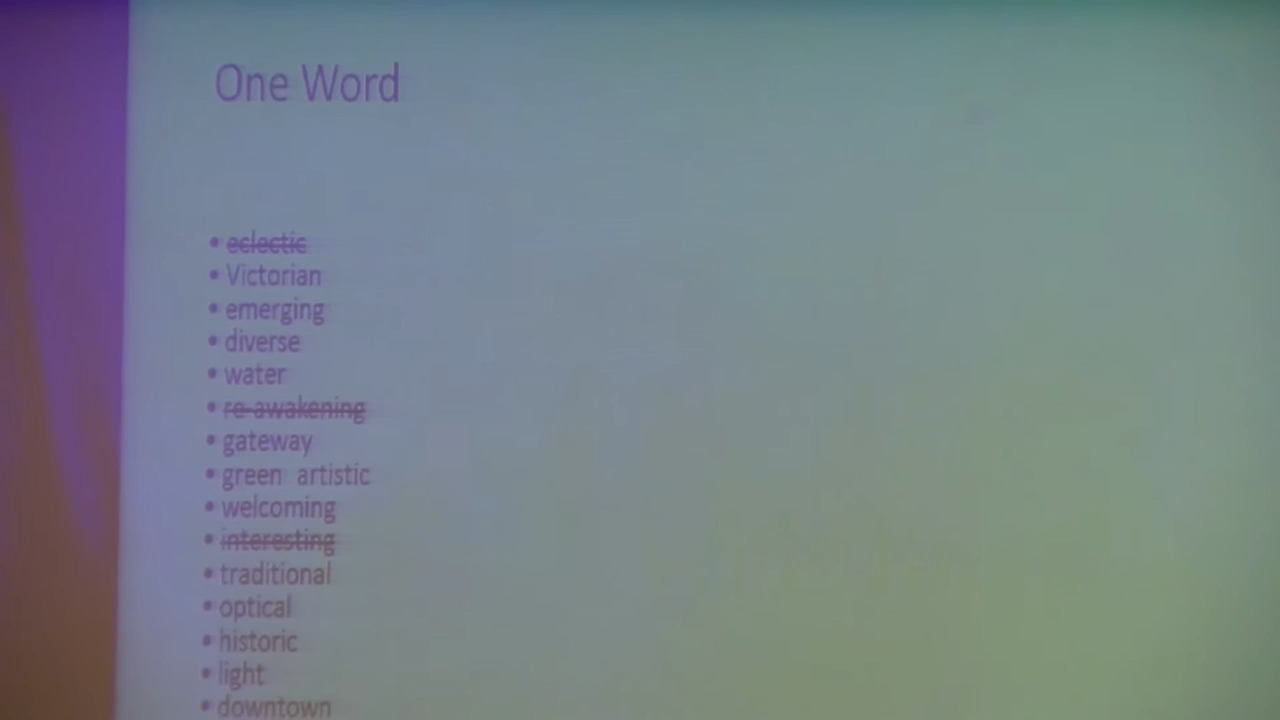 One Word
• eclectic
• Victorian
• emerging
• diverse
• water
• re-awakening
• gateway
• green artistic
• welcoming
• interesting
• traditional
• optical
• historic
• light
• downtown